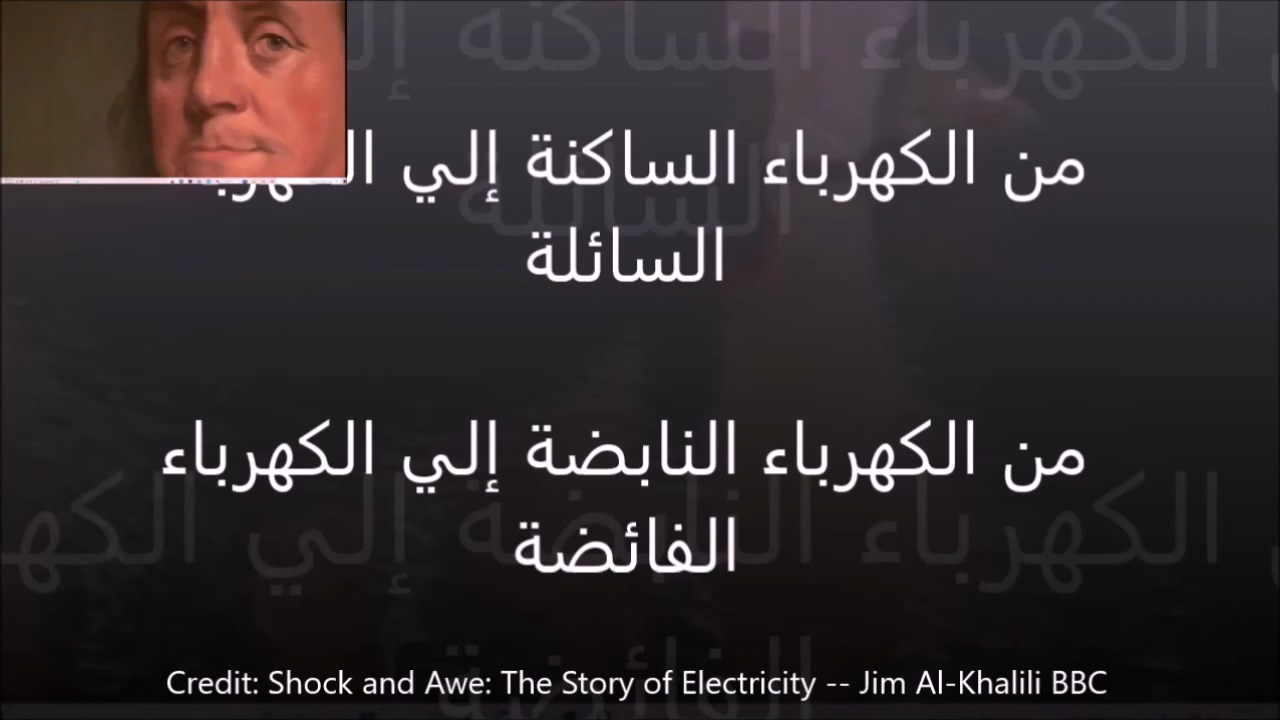 من الكهرباء الساكنة إلي
السائلة
من الكهرباء النابضة إلي الكهرباء
الفائضة
Credit: Shock and Awe: The Story of Electricity -- Jim Al-Khalili BBC